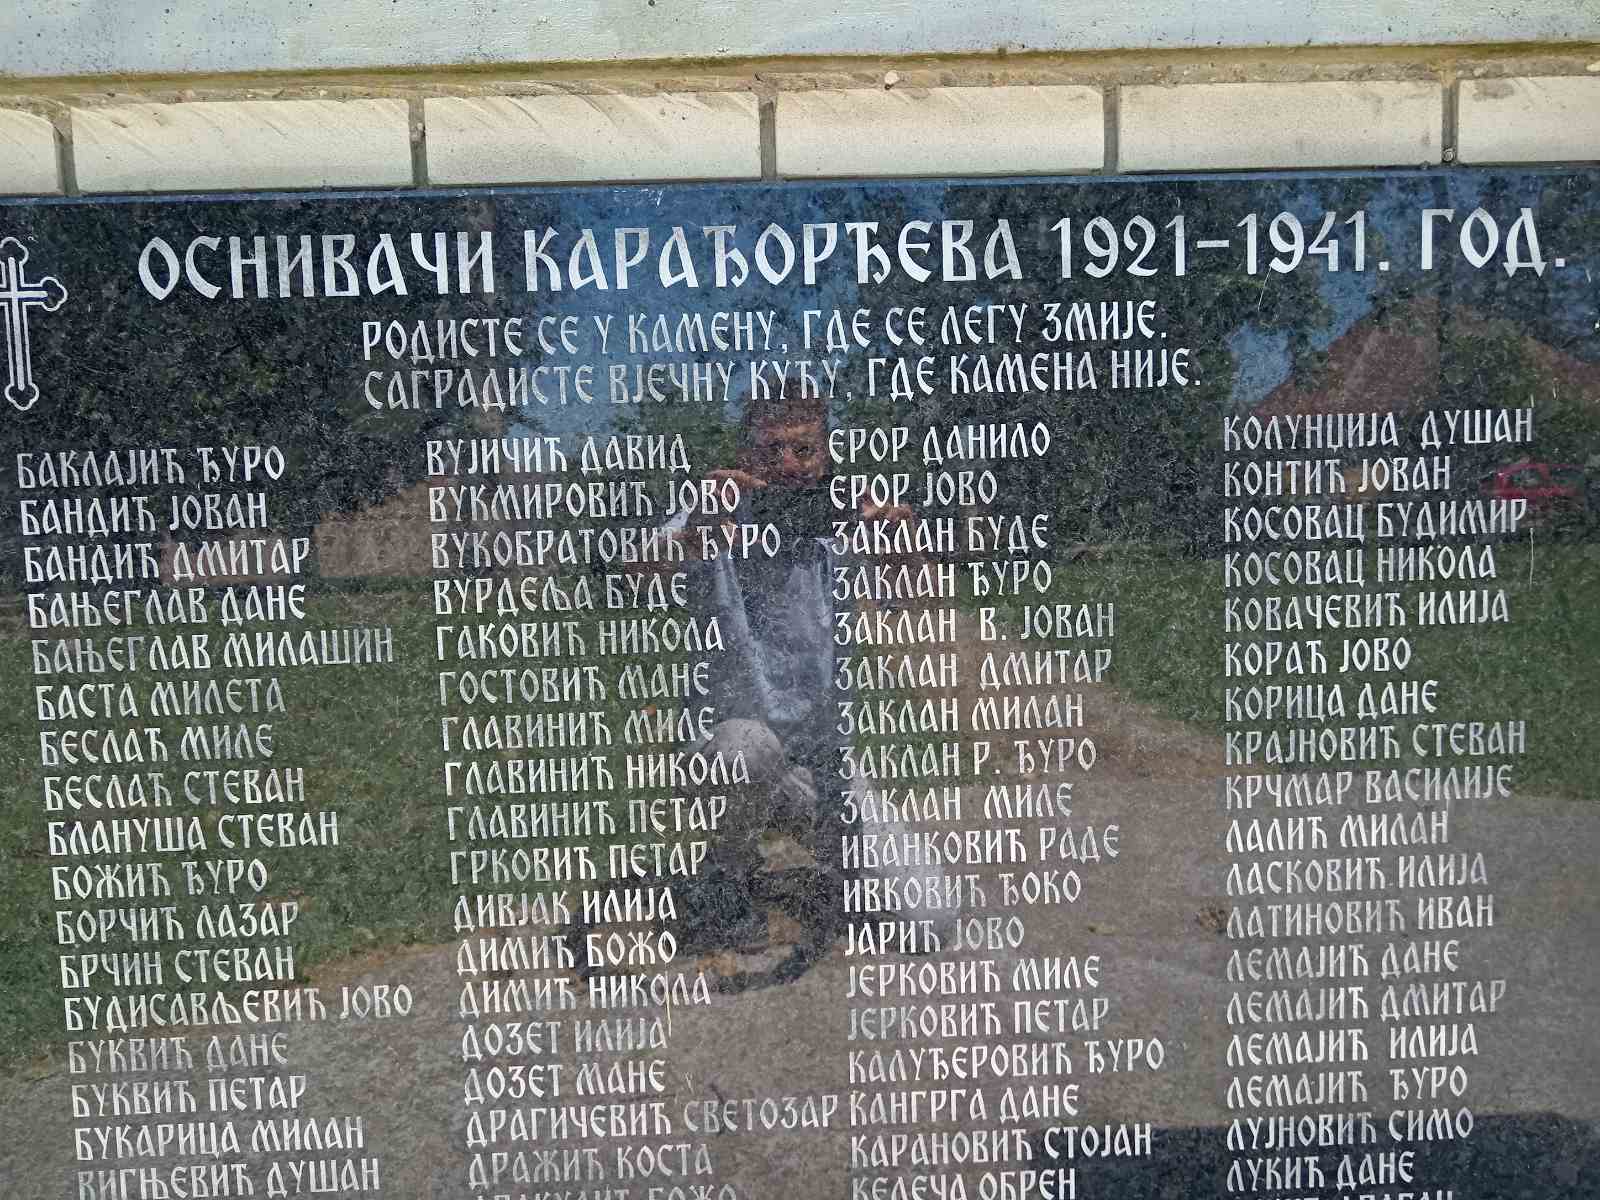 ОСНИВАЧИ КАРАЂОРЂЕВА 1921-1941. ГОД.
РОДИСТЕ СЕ У КАМЕНУ, ГДЕ СЕ ЛЕГУ ЗМИЈЕ.
САГРАДИСТЕ ВЈЕЧНУ КУЋУ, ГДЕ КАМЕНА НИЈЕ.
БАКЛАЈИЋ ЂУРО
БАНДИЋ ЈОВАН
БАНДИЋ ДМИТАР
БАЊЕГЛАВ ДАНЕ
БАЊЕГЛАВ МИЛАШИН
БАСТА МИЛЕТА
БЕСЛАЋ МИЛЕ
БЕСЛАЋ СТЕВАН
БЛАНУША СТЕВАН
БОЖИЋ ЂУРО
БОРЧИЋ ЛАЗАР
БРЧИН СТЕВАН
БУДИСАВЉЕВИЋ ЈОВО
БУКВИЋ ДАНЕ
БУКВИЋ ПЕТАР
БУКАРИЦА МИЛАН
ВИГЊЕВИЋ ДУШАН
ВУЈИЧИЋ ДАВИД
ВУКМИРОВИЋ ЈОВО
ВУКОБРАТОВИЋ ЂУРО
ВУРДЕЉА БУДЕ
ГАКОВИЋ НИКОЛА
ГОСТОВИЋ МАНЕ
ГЛАВИНИЋ МИЛЕ
ГЛАВИНИЋ НИКОЛА
ГЛАВИНИЋ ПЕТАР
ГРКОВИЋ ПЕТАР
ДИВЈАК ИЛИЈА
ДИМИЋ БОЖО
ДИМИЋ НИКОЛА
ДОЗЕТ ИЛИЈА
ДОЗЕТ МАНЕ
ДРАГИЧЕВИЋ СВЕТОЗАР
ДРАЖИЋ КОСТА
БОЖО
ЕРОР ДАНИЛО
ЕРОР ЈОВО
ЗАКЛАН БУДЕ
ЗАКЛАН ЂУРО
ЗАКЛАН В. ЈОВАН
ЗАКЛАН ДМИТАР
ЗАКЛАН МИЛАН
ЗАКЛАН Р. ЂУРО
ЗАКЛАН МИЛЕ
ИВАНКОВИЋ РАДЕ
ИВКОВИЋ ЂОКО
ЈАРИЋ ЈОВО
ЈЕРКОВИЋ МИЛЕ
ЈЕРКОВИЋ ПЕТАР
КАЛУЂЕРОВИЋ ЂУРО
КАНГРГА ДАНЕ
КАРАНОВИЋ СТОЈАН
КЕЛЕЧА ОБРЕН
КОЛУНЏИЈА ДУШАН
КОНТИЋ ЈОВАН
КОСОВАЦ БУДИМИР
КОСОВАЦ НИКОЛА
КОВАЧЕВИЋ ИЛИЈА
КОРАЋ ЈОВО
КОРИЦА ДАНЕ
КРАЈНОВИЋ СТЕВАН
КРЧМАР ВАСИЛИЈЕ
ЛАЛИЋ МИЛАН
ЛАСКОВИЋ ИЛИЈА
ЛАТИНОВИЋ ИВАН
ЛЕМАЈИЋ ДАНЕ
ЛЕМАЈИЋ ДМИТАР
ЛЕМАЈИЋ ИЛИЈА
ЛЕМАЈИЋ ЂУРО
ЛУЈНОВИЋ СИМО
ЛУКИЋ ДАНЕ